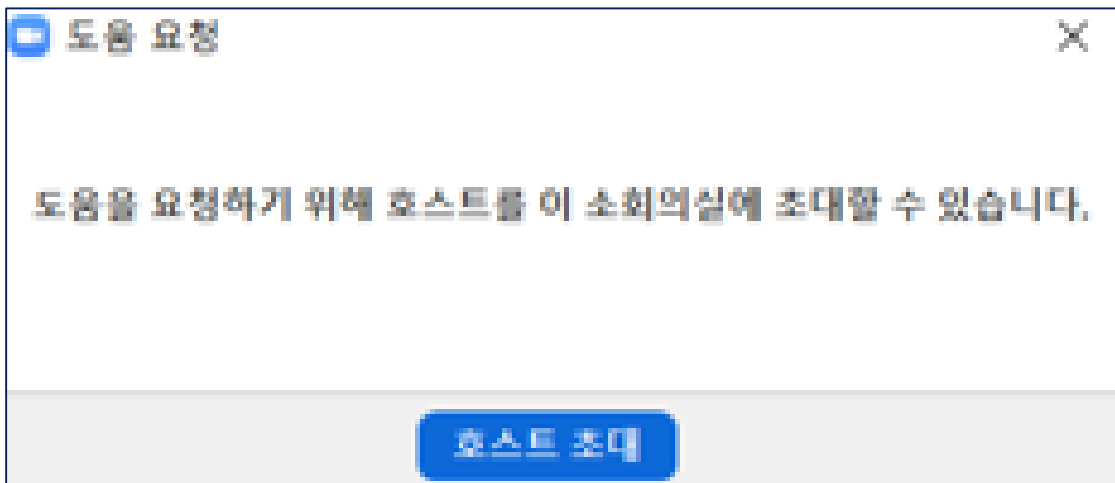 도움 요청
도움을 요청하기 위해 호스트를 이 소회의실에 초대할 수 있습니다.
호스트 초대